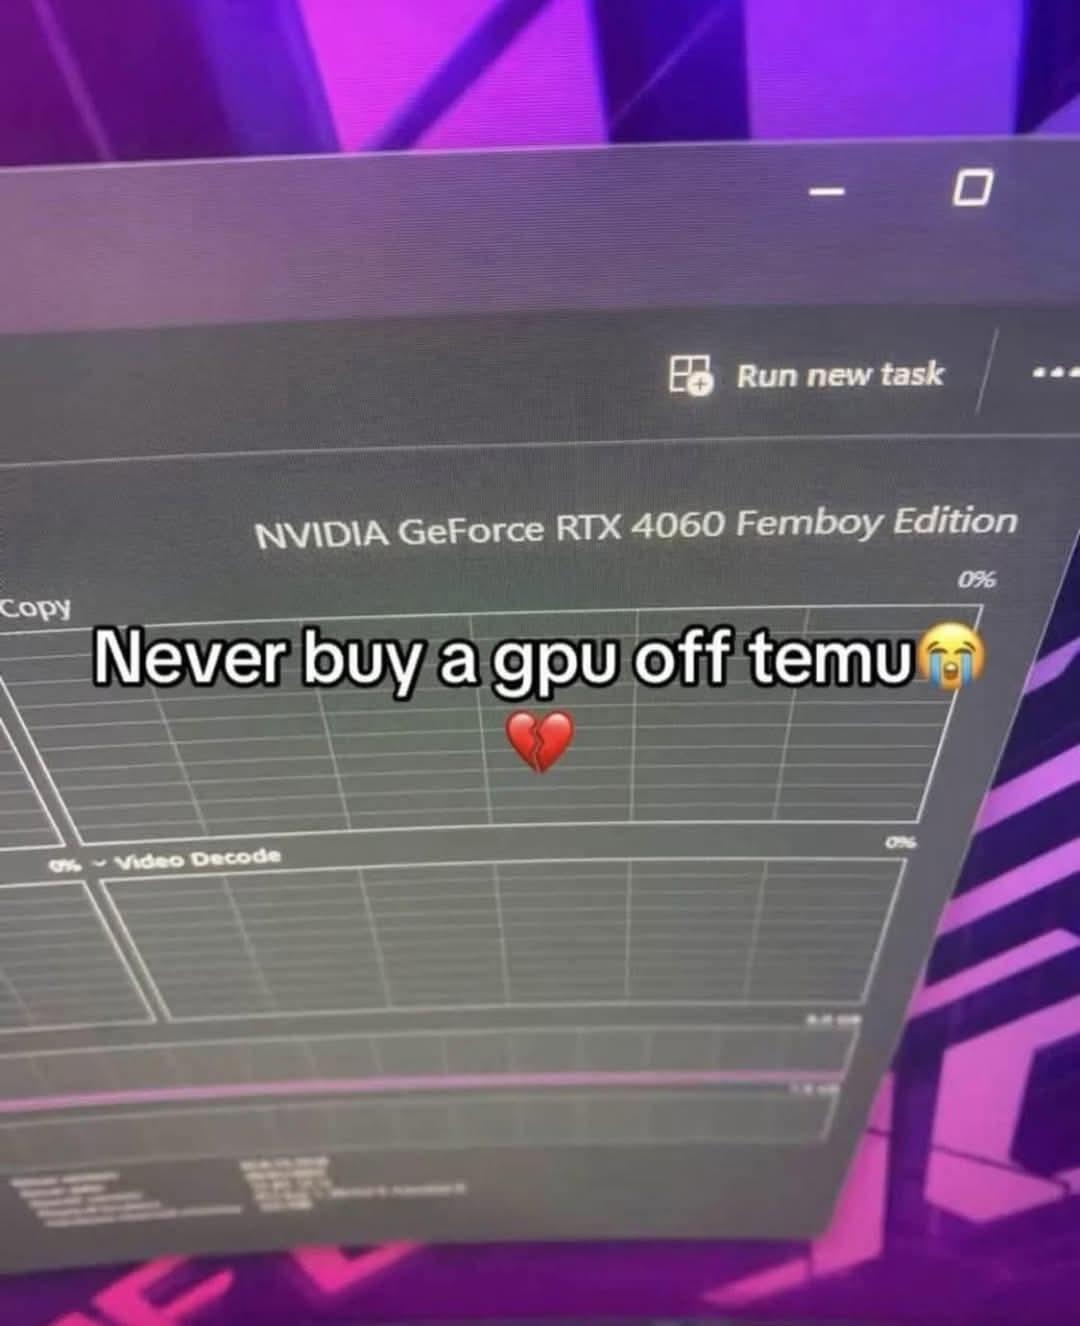 Run new task
NVIDIA GeForce RTX 4060 Femboy Edition
0%
Copy
Never buy a gpu off temu😭
💔
0%
0% Video Decode